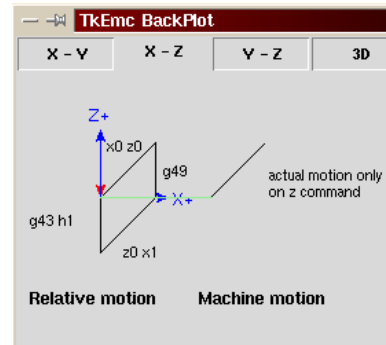 TkEmc BackPlot
X - Y X - Z Y - Z 3D
Z+
x0 z0
g49
actual motion only
on z command
X+
g43 h1
z0 x1
Relative motion Machine motion